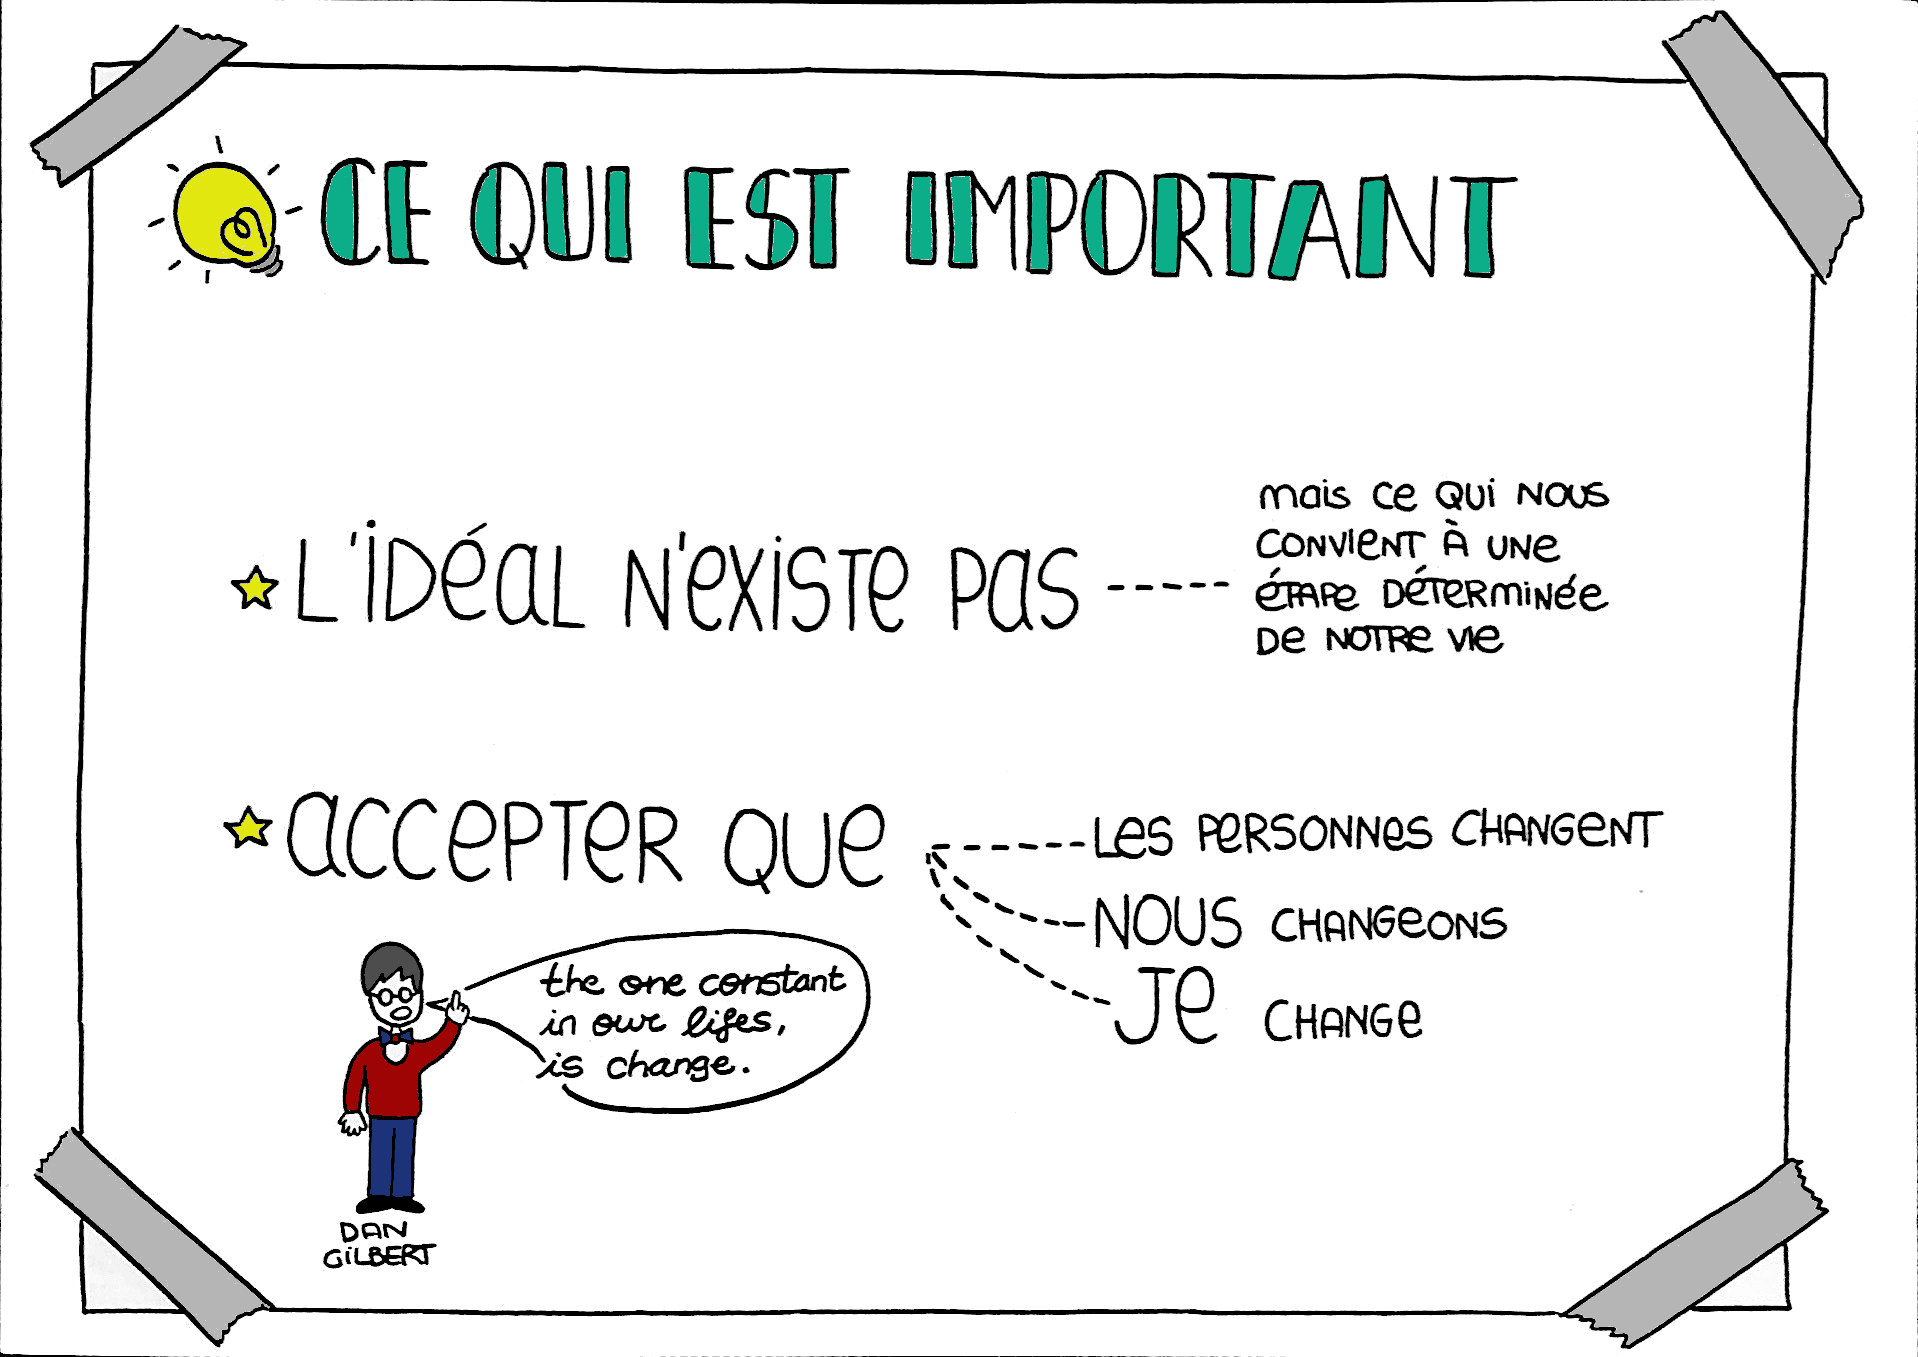 CE QUI EST IMPORTANT
L'IDÉAL N'EXISTE PAS
mais ce qui nous
convient à une
étape déterminée
de notre vie
ACCEPTER QUE
LES PERSONNES CHANGENT
NOUS CHANGEONS
JE CHANGE
the one constant
in our lifes,
is change.
DAN
GILBERT